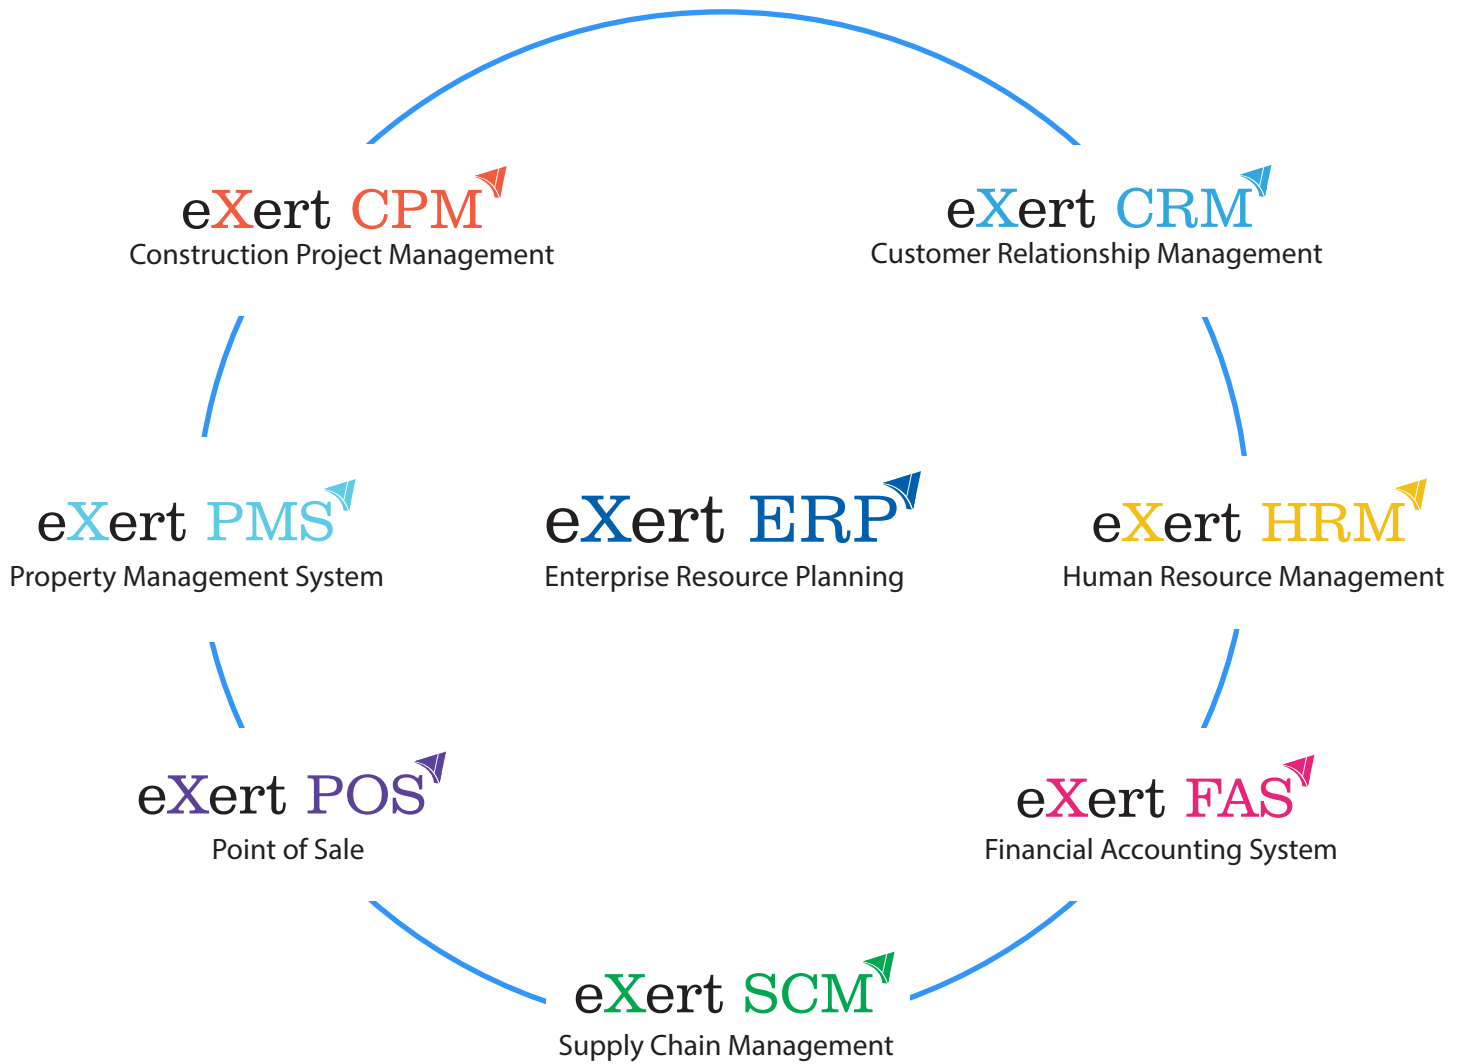 eXert CPM
Construction Project Management
eXert CRM
Customer Relationship Management
eXert PMS
Property Management System
eXert ERP
Enterprise Resource Planning
eXert HRM
Human Resource Management
eXert POS
Point of Sale
eXert FAS
Financial Accounting System
eXert SCM
Supply Chain Management